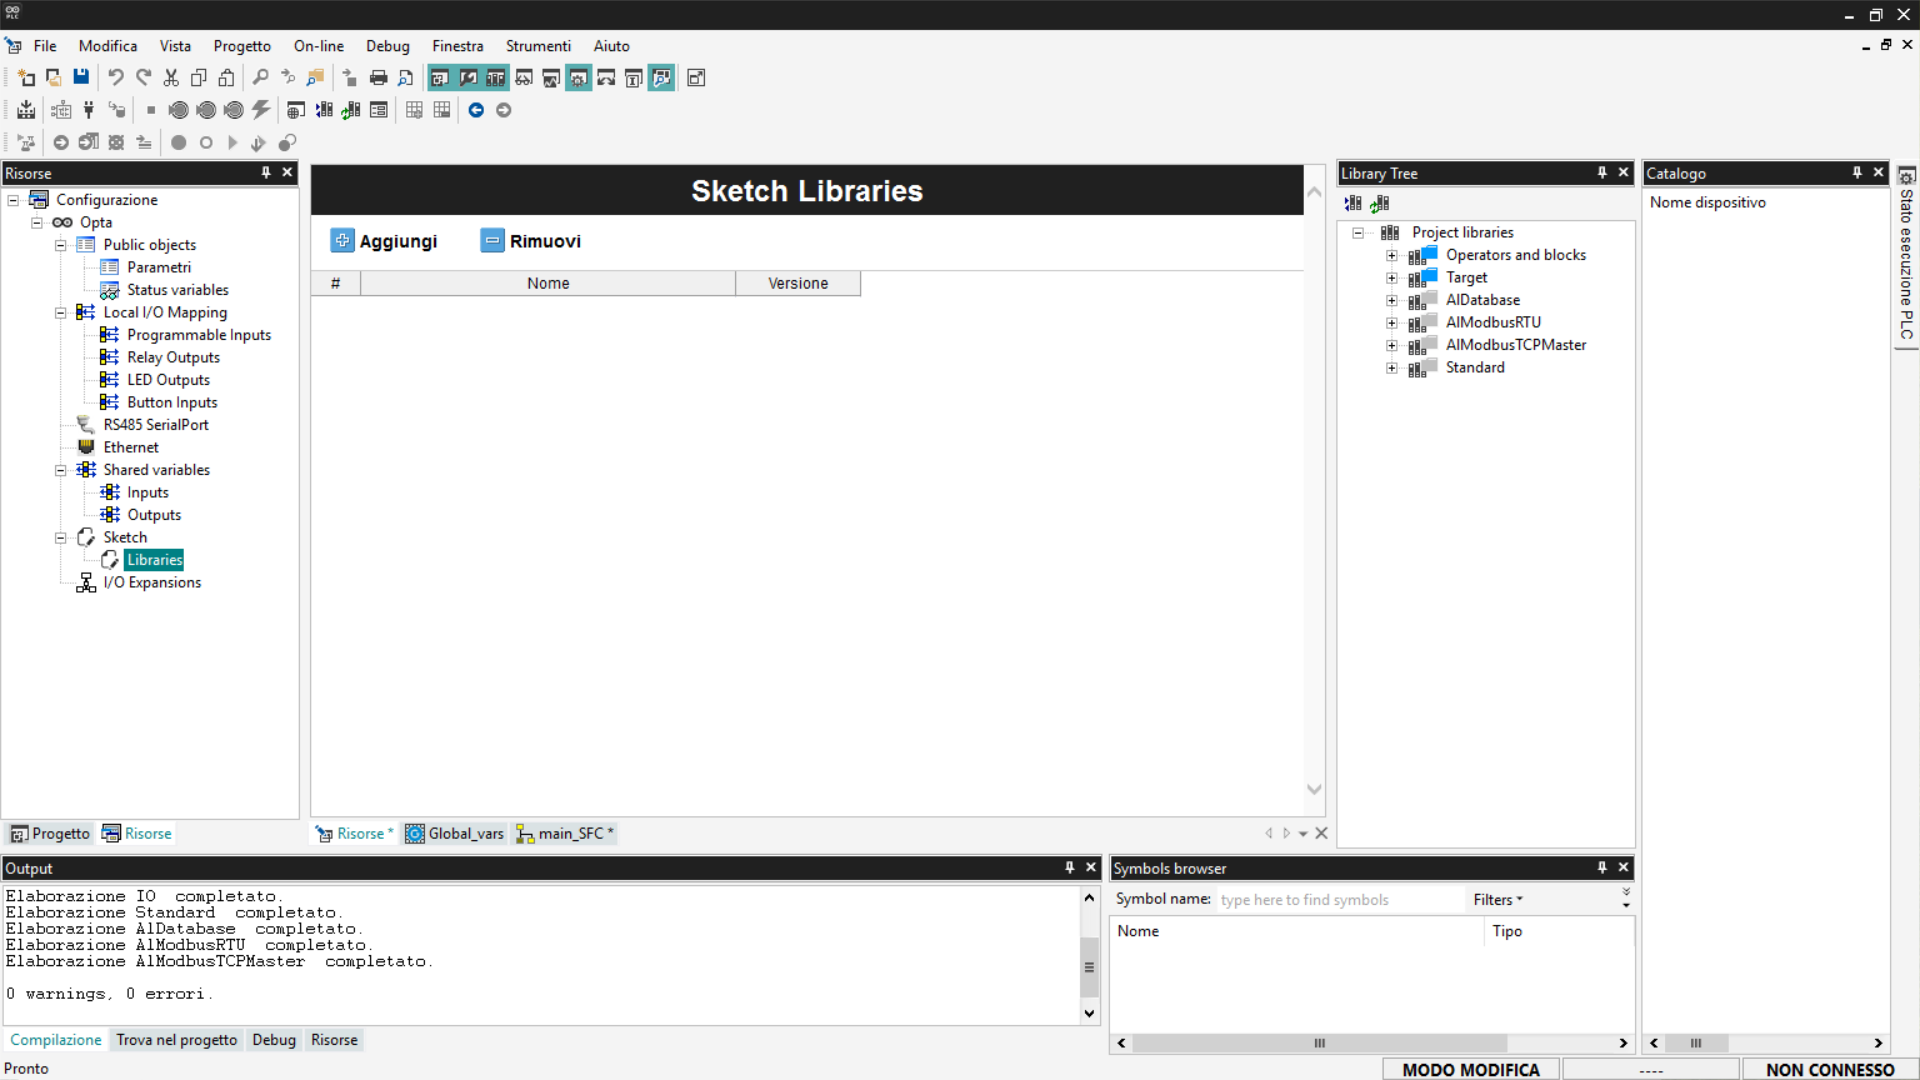 File Modifica Vista Progetto On-line Debug Finestra Strumenti Aiuto
Risorse
Configurazione
Opta
Public objects
Parametri
Status variables
Local I/O Mapping
Programmable Inputs
Relay Outputs
LED Outputs
Button Inputs
RS485 SerialPort
Ethernet
Shared variables
Inputs
Outputs
Sketch
Libraries
I/O Expansions
Progetto Risorse
Sketch Libraries
Aggiungi Rimuovi
# Nome Versione
Risorse * Global_vars main_SFC *
Library Tree
Project libraries
Operators and blocks
Target
AlDatabase
AlModbusRTU
AlModbusTCPMaster
Standard
Catalogo
Nome dispositivo
Stato esecuzione PLC
Output
Elaborazione IO completato.
Elaborazione Standard completato.
Elaborazione AlDatabase completato.
Elaborazione AlModbusRTU completato.
Elaborazione AlModbusTCPMaster completato.
0 warnings, 0 errori.
Compilazione Trova nel progetto Debug Risorse
Symbols browser
Symbol name: type here to find symbols Filters
Nome Tipo
Pronto
MODO MODIFICA ---- NON CONNESSO